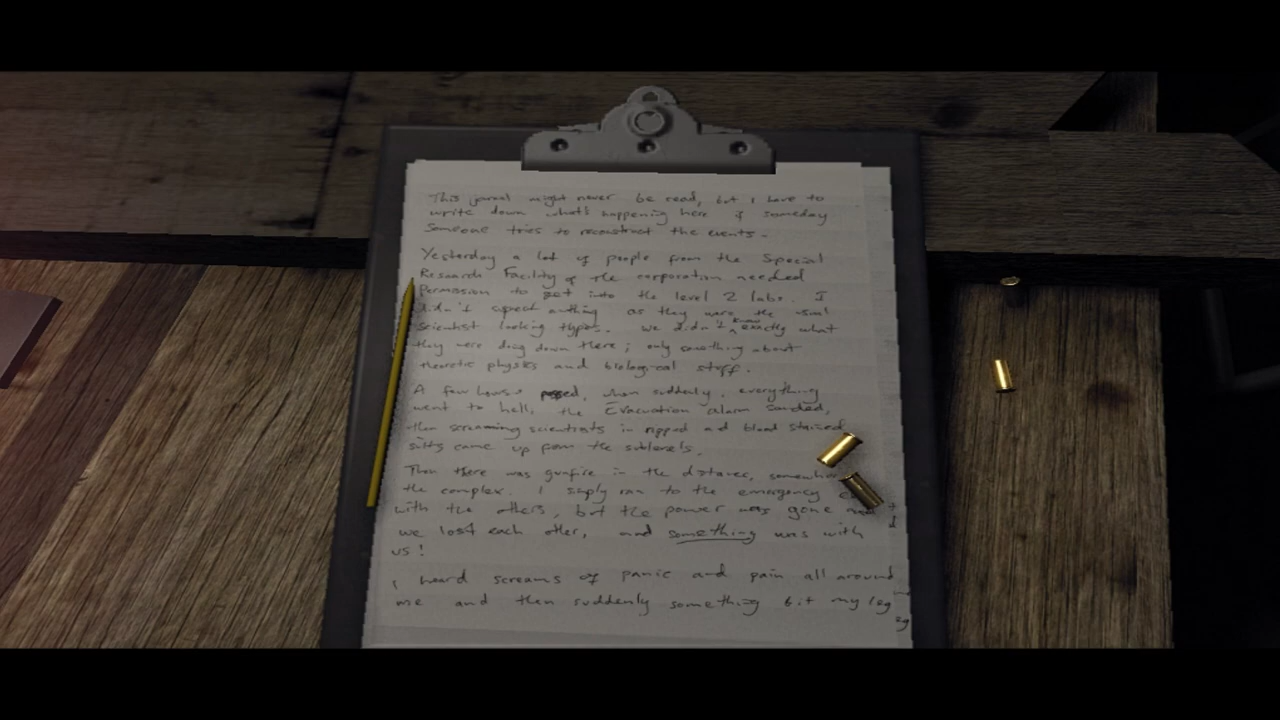 This journal might never be read, but I have to
write down what's happening here if someday
someone tries to reconstruct the events.
Yesterday a lot of people from the Special
Research Facility of the corporation needed
Permission to get into the level 2 labs. I
didn't expect anything as they were the usual
scientist looking types. We didn't know exactly what
they were doing down there; only something about
theoretic physics and biological stuff.
A few hours passed, when suddenly, everything
went to hell, the Evacuation alarm sounded,
then screaming scientists in ripped and blood stained
suits came up from the sublevels.
Then there was gunfire in the distance, somewhere
the complex. I simply ran to the emergency
with the others, but the power was gone and
we lost each other, and something was with
us!
I heard screams of panic and pain all around
me and then suddenly something bit my leg